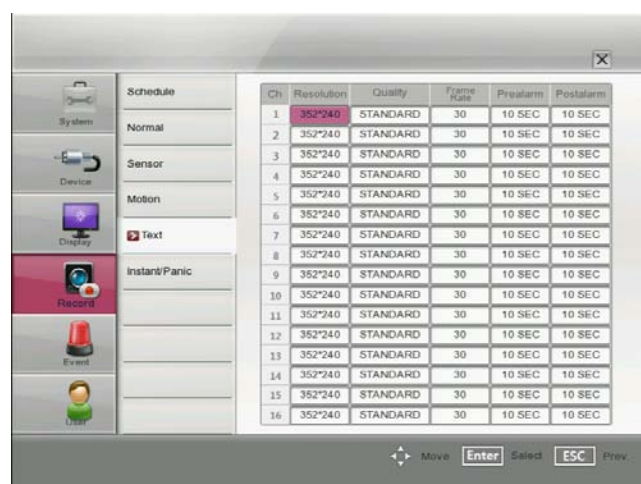 System
Device
Display
Record
Event
User
Schedule
Normal
Sensor
Motion
Text
Instant/Panic
Ch Resolution Quality Frame Rate Prealarm Postalarm
1 352*240 STANDARD 30 10 SEC 10 SEC
2 352*240 STANDARD 30 10 SEC 10 SEC
3 352*240 STANDARD 30 10 SEC 10 SEC
4 352*240 STANDARD 30 10 SEC 10 SEC
5 352*240 STANDARD 30 10 SEC 10 SEC
6 352*240 STANDARD 30 10 SEC 10 SEC
7 352*240 STANDARD 30 10 SEC 10 SEC
8 352*240 STANDARD 30 10 SEC 10 SEC
9 352*240 STANDARD 30 10 SEC 10 SEC
10 352*240 STANDARD 30 10 SEC 10 SEC
11 352*240 STANDARD 30 10 SEC 10 SEC
12 352*240 STANDARD 30 10 SEC 10 SEC
13 352*240 STANDARD 30 10 SEC 10 SEC
14 352*240 STANDARD 30 10 SEC 10 SEC
15 352*240 STANDARD 30 10 SEC 10 SEC
16 352*240 STANDARD 30 10 SEC 10 SEC
Move Enter Select ESC Prev